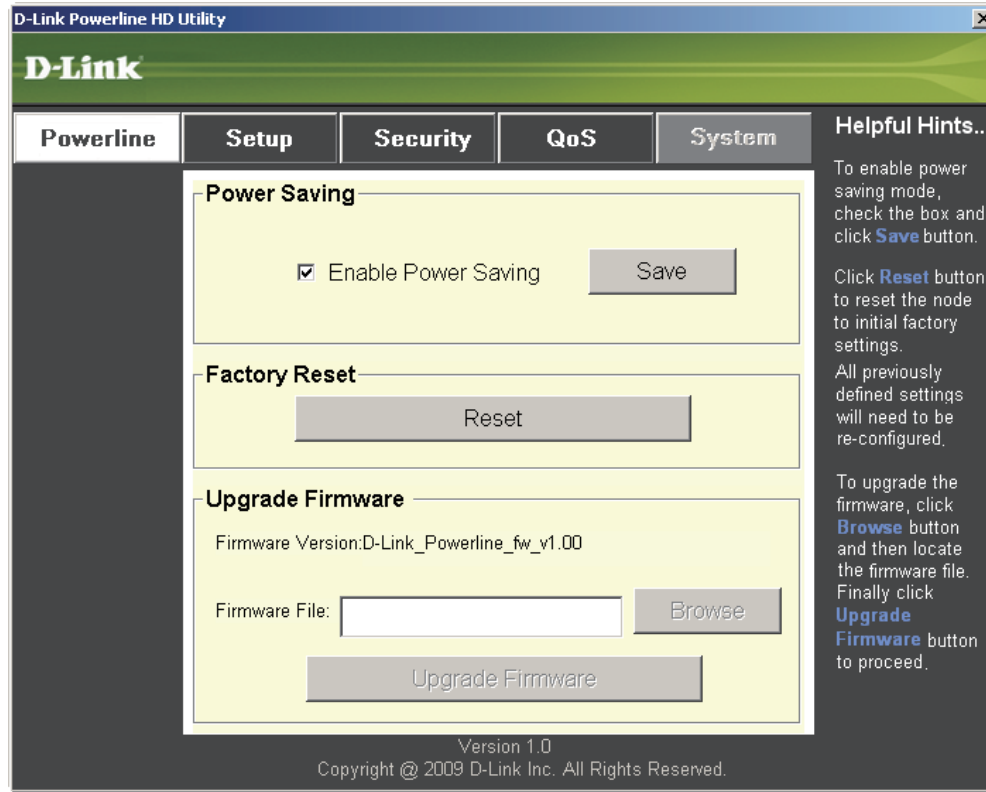 D-Link Powerline HD Utility
D-Link
Powerline
Setup
Security
QoS
System
Power Saving
Enable Power Saving
Save
Factory Reset
Reset
Upgrade Firmware
Firmware Version:D-Link_Powerline_fw_v1.00
Firmware File:
Browse
Upgrade Firmware
Helpful Hints..
To enable power
saving mode,
check the box and
click Save button.
Click Reset button
to reset the node
to initial factory
settings.
All previously
defined settings
will need to be
re-configured.
To upgrade the
firmware, click
Browse button
and then locate
the firmware file.
Finally click
Upgrade
Firmware button
to proceed.
Version 1.0
Copyright @ 2009 D-Link Inc. All Rights Reserved.